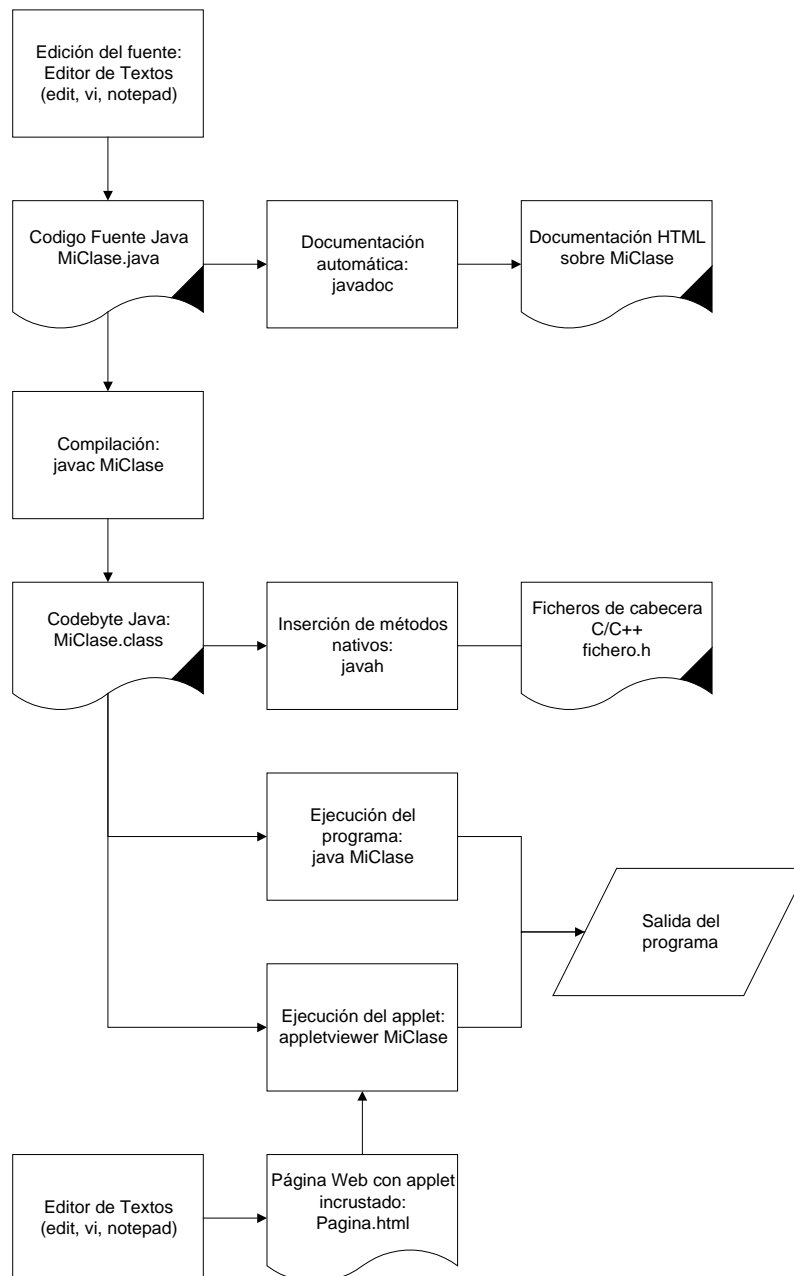 Edición del fuente:
Editor de Textos
(edit, vi, notepad)
Codigo Fuente Java
MiClase.java
Documentación
automática:
javadoc
Documentación HTML
sobre MiClase
Compilación:
javac MiClase
Codebyte Java:
MiClase.class
Inserción de métodos
nativos:
javah
Ficheros de cabecera
C/C++
fichero.h
Ejecución del
programa:
java MiClase
Salida del
programa
Ejecución del applet:
appletviewer MiClase
Editor de Textos
(edit, vi, notepad)
Página Web con applet
incrustado:
Pagina.html